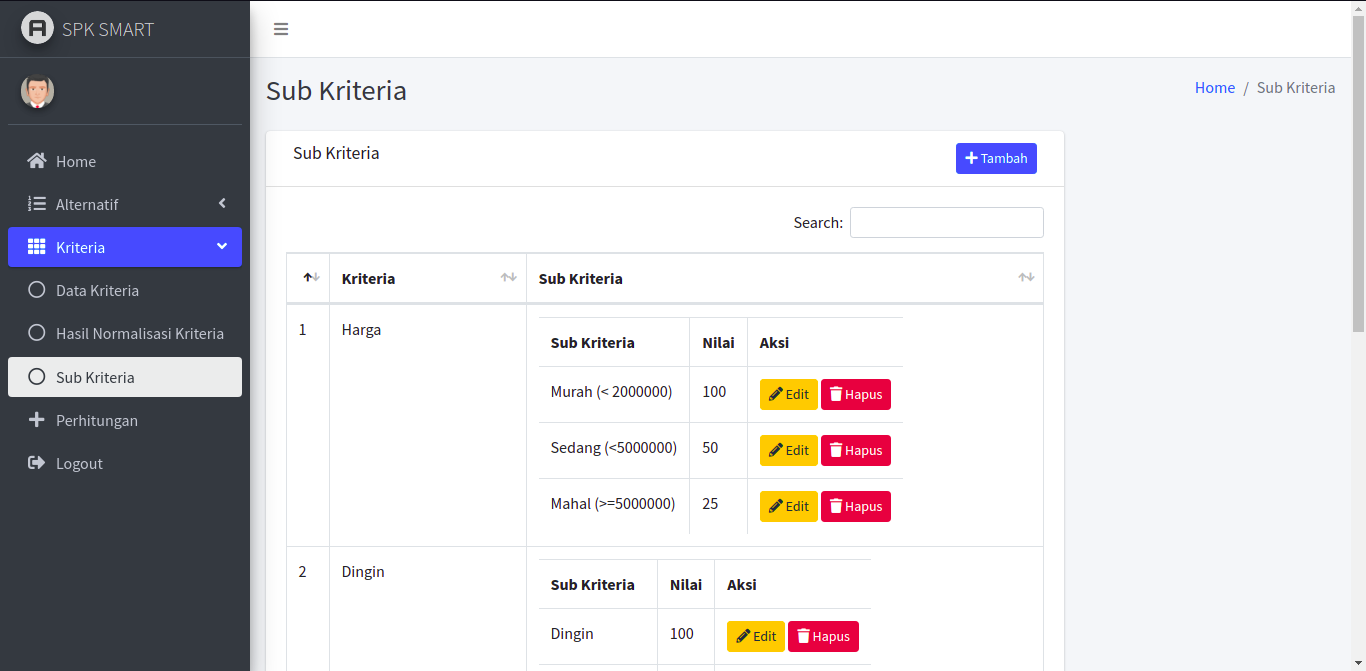 SPK SMART
Home
Alternatif
Kriteria
Data Kriteria
Hasil Normalisasi Kriteria
Sub Kriteria
Perhitungan
Logout
Sub Kriteria
Home / Sub Kriteria
Sub Kriteria
Tambah
Search:
Kriteria Sub Kriteria
1 Harga
Sub Kriteria Nilai Aksi
Murah (< 2000000) 100 Edit Hapus
Sedang (<5000000) 50 Edit Hapus
Mahal (>=5000000) 25 Edit Hapus
2 Dingin
Sub Kriteria Nilai Aksi
Dingin 100 Edit Hapus